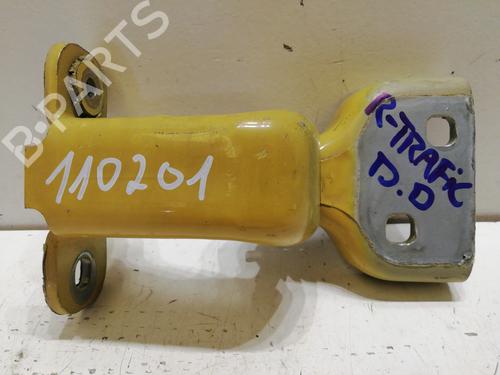 B-PARTS
110201
R-TRAFIC
D.D